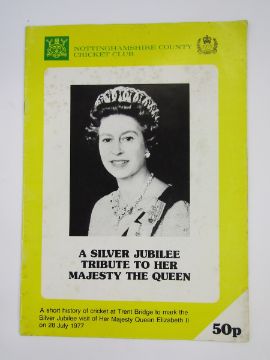 NOTTINGHAMSHIRE COUNTY
CRICKET CLUB
A SILVER JUBILEE
TRIBUTE TO HER
MAJESTY THE QUEEN
A short history of cricket at Trent Bridge to mark the
Silver Jubilee visit of Her Majesty Queen Elizabeth II
on 28 July 1977
50p